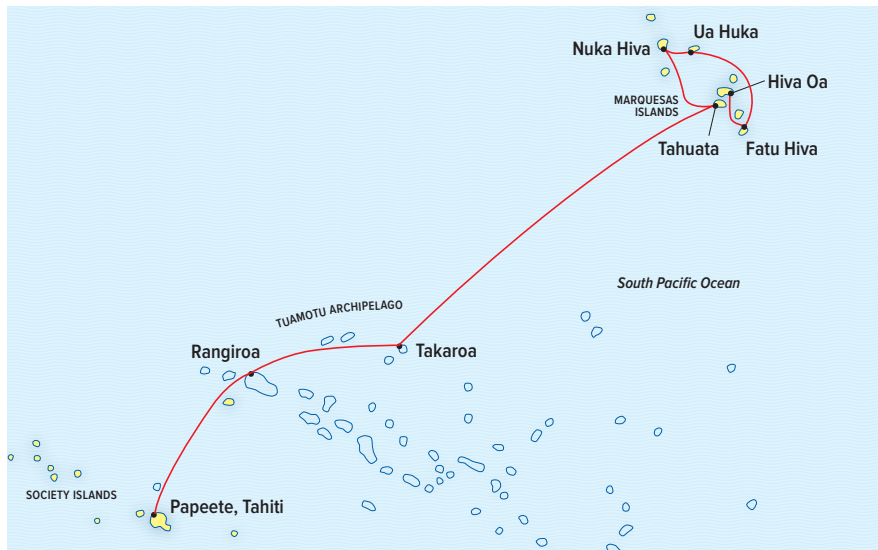 Ua Huka
Nuka Hiva
Hiva Oa
MARQUESAS
ISLANDS
Tahuata
Fatu Hiva
South Pacific Ocean
TUAMOTU ARCHIPELAGO
Rangiroa
Takaroa
SOCIETY ISLANDS
Papeete, Tahiti